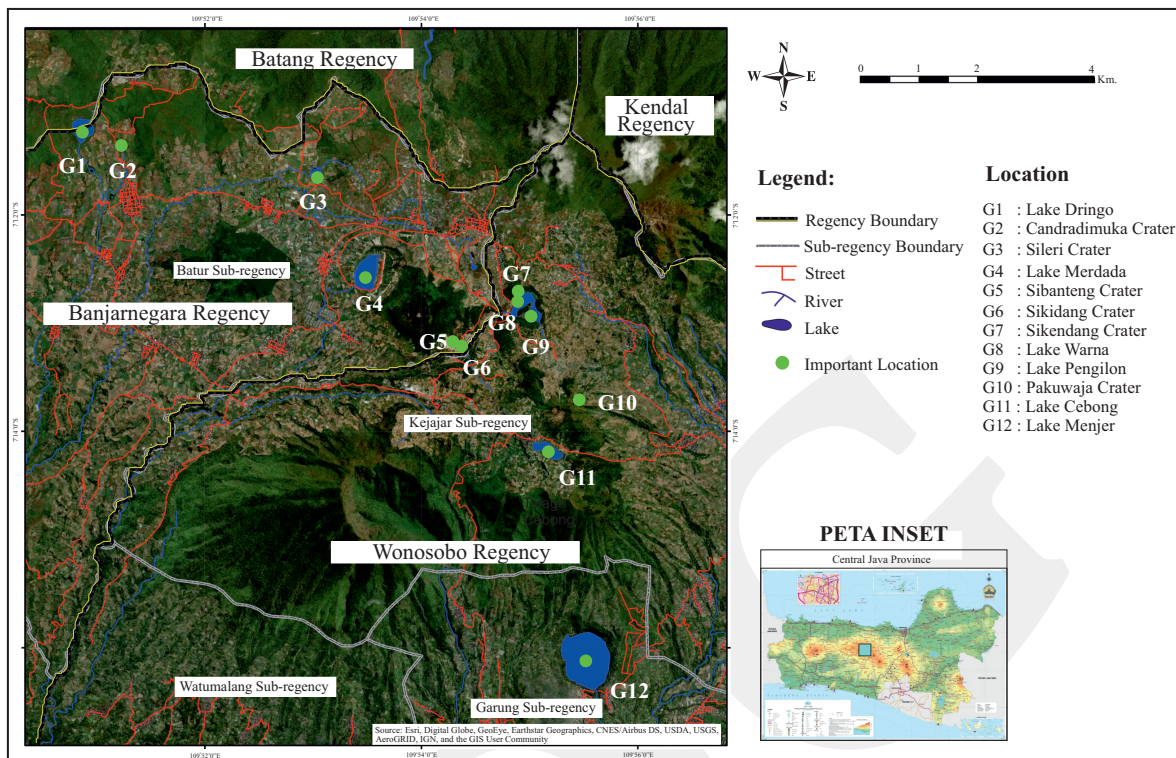 109°52'E
109°54'E
109°56'E
Batang Regency
Kendal
Regency
G1
G2
G3
7°12'0"S
Batur Sub-regency
G4
G7
G8
G9
Banjarnegara Regency
G5
G6
G10
Kejajar Sub-regency
7°14'0"S
G11
Cebong
Wonosobo Regency
G12
Watumalang Sub-regency
Garung Sub-regency
Source: Esri, Digital Globe, GeoEye, Earthstar Geographics, CNES/Airbus DS, USDA, USGS,
AeroGRID, IGN, and the GIS User Community
109°52'E
109°54'E
109°56'E
N
W E
S
0 1 2 4
Km.
Legend:
Regency Boundary
Sub-regency Boundary
Street
River
Lake
Important Location
Location
G1 : Lake Dringo
G2 : Candradimuka Crater
G3 : Sileri Crater
G4 : Lake Merdada
G5 : Sibanteng Crater
G6 : Sikidang Crater
G7 : Sikendang Crater
G8 : Lake Warna
G9 : Lake Pengilon
G10 : Pakuwaja Crater
G11 : Lake Cebong
G12 : Lake Menjer
PETA INSET
Central Java Province